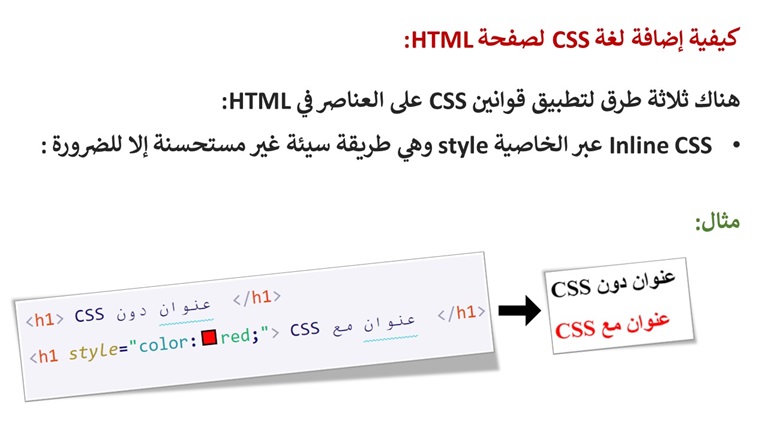 كيفية إضافة لغة CSS لصفحة HTML:
هناك ثلاثة طرق لتطبيق قوانين CSS على العناصر في HTML:
• Inline CSS عبر الخاصية style وهي طريقة سيئة غير مستحسنة إلا للضرورة :
مثال:
<h1> عنوان دون CSS </h1>
<h1 style="color:red;"> عنوان مع CSS </h1>
عنوان دون CSS
عنوان مع CSS